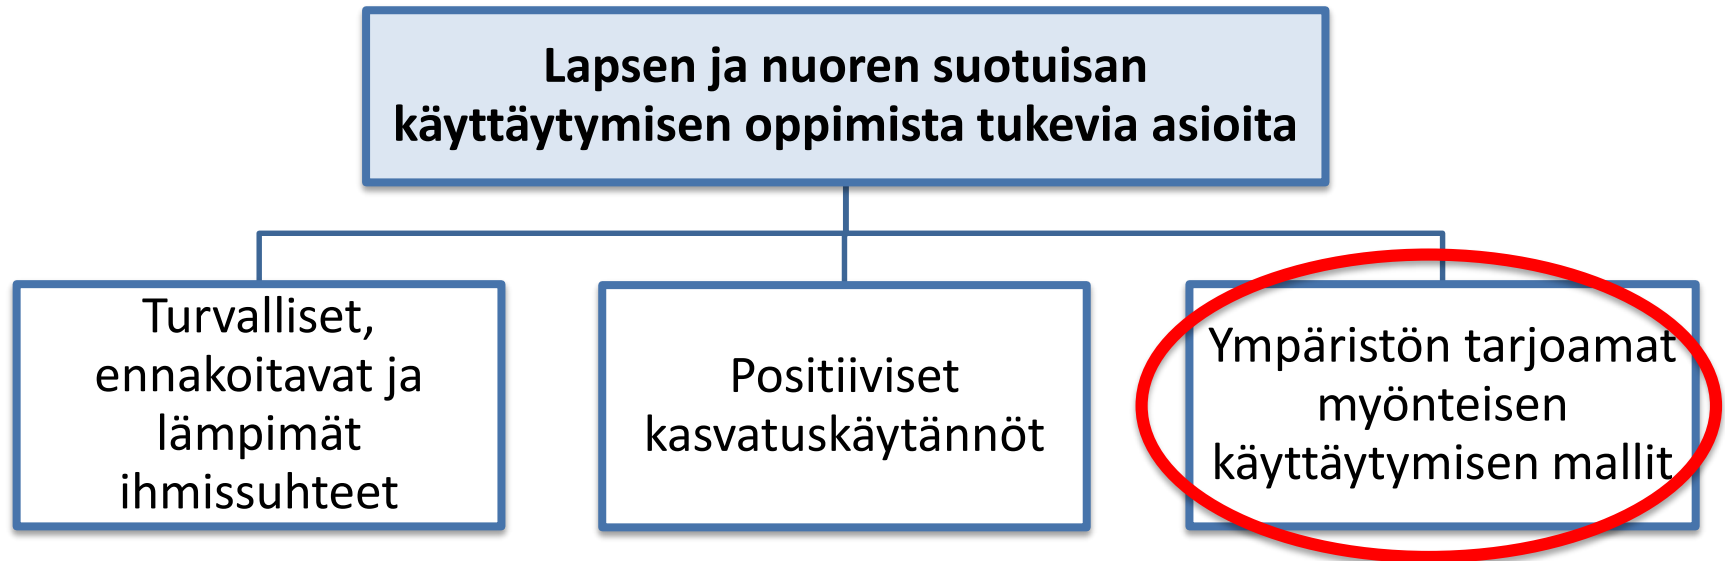 Lapsen ja nuoren suotuisan
käyttäytymisen oppimista tukevia asioita
Turvalliset,
ennakoitavat ja
lämpimät
ihmissuhteet
Positiiviset
kasvatuskäytännöt
Ympäristön tarjoamat
myönteisen
käyttäytymisen mallit